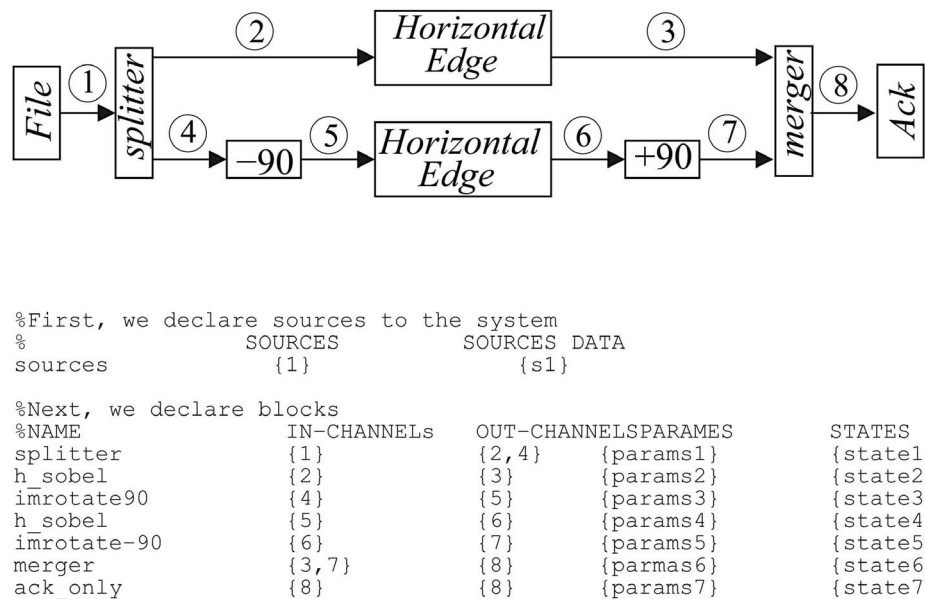 File
1
splitter
2
Horizontal
Edge
3
4
−90
5
Horizontal
Edge
6
+90
7
merger
8
Ack
%First, we declare sources to the system
% SOURCES SOURCES DATA
sources {1} {s1}
%Next, we declare blocks
%NAME IN-CHANNELs OUT-CHANNELSPARAMES STATES
splitter {1} {2,4} {params1} {state1
h_sobel {2} {3} {params2} {state2
imrotate90 {4} {5} {params3} {state3
h_sobel {5} {6} {params4} {state4
imrotate-90 {6} {7} {params5} {state5
merger {3,7} {8} {parmas6} {state6
ack_only {8} {8} {params7} {state7